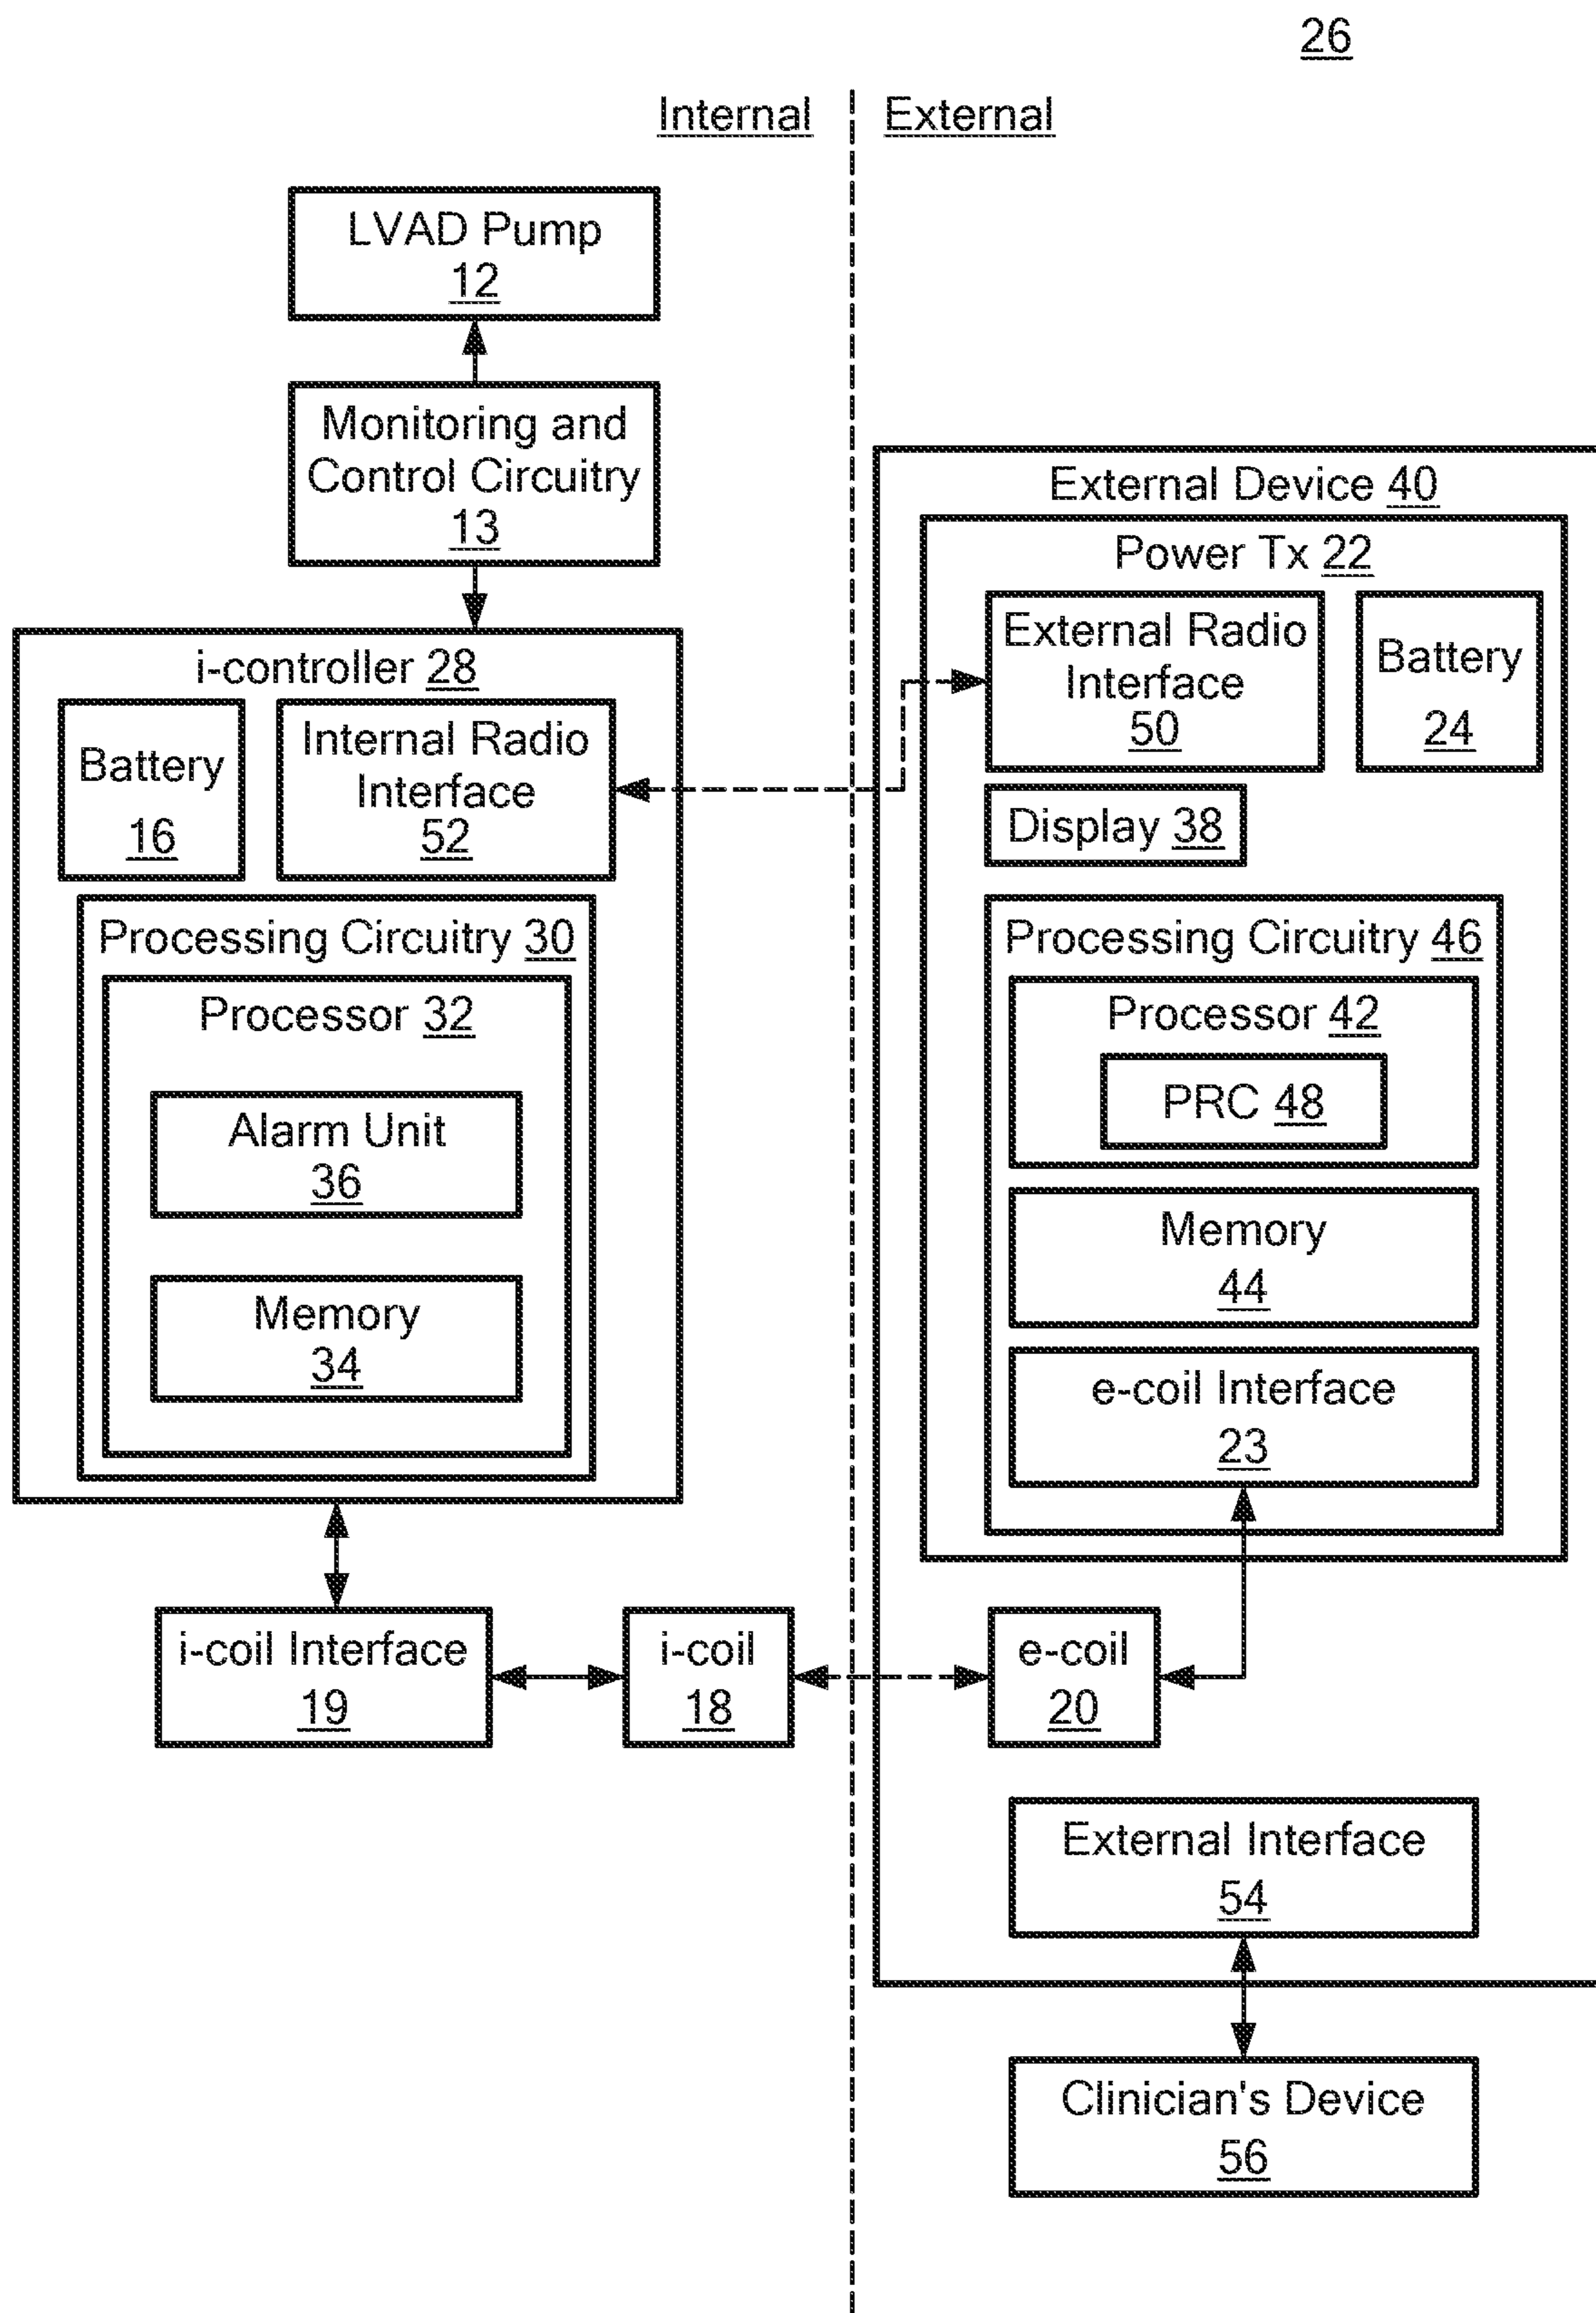 26
Internal
External
LVAD Pump
12
Monitoring and
Control Circuitry
13
i-controller 28
Battery
16
Internal Radio
Interface
52
Processing Circuitry 30
Processor 32
Alarm Unit
36
Memory
34
i-coil Interface
19
i-coil
18
External Device 40
Power Tx 22
External Radio
Interface
50
Battery
24
Display 38
Processing Circuitry 46
Processor 42
PRC 48
Memory
44
e-coil Interface
23
e-coil
20
External Interface
54
Clinician's Device
56